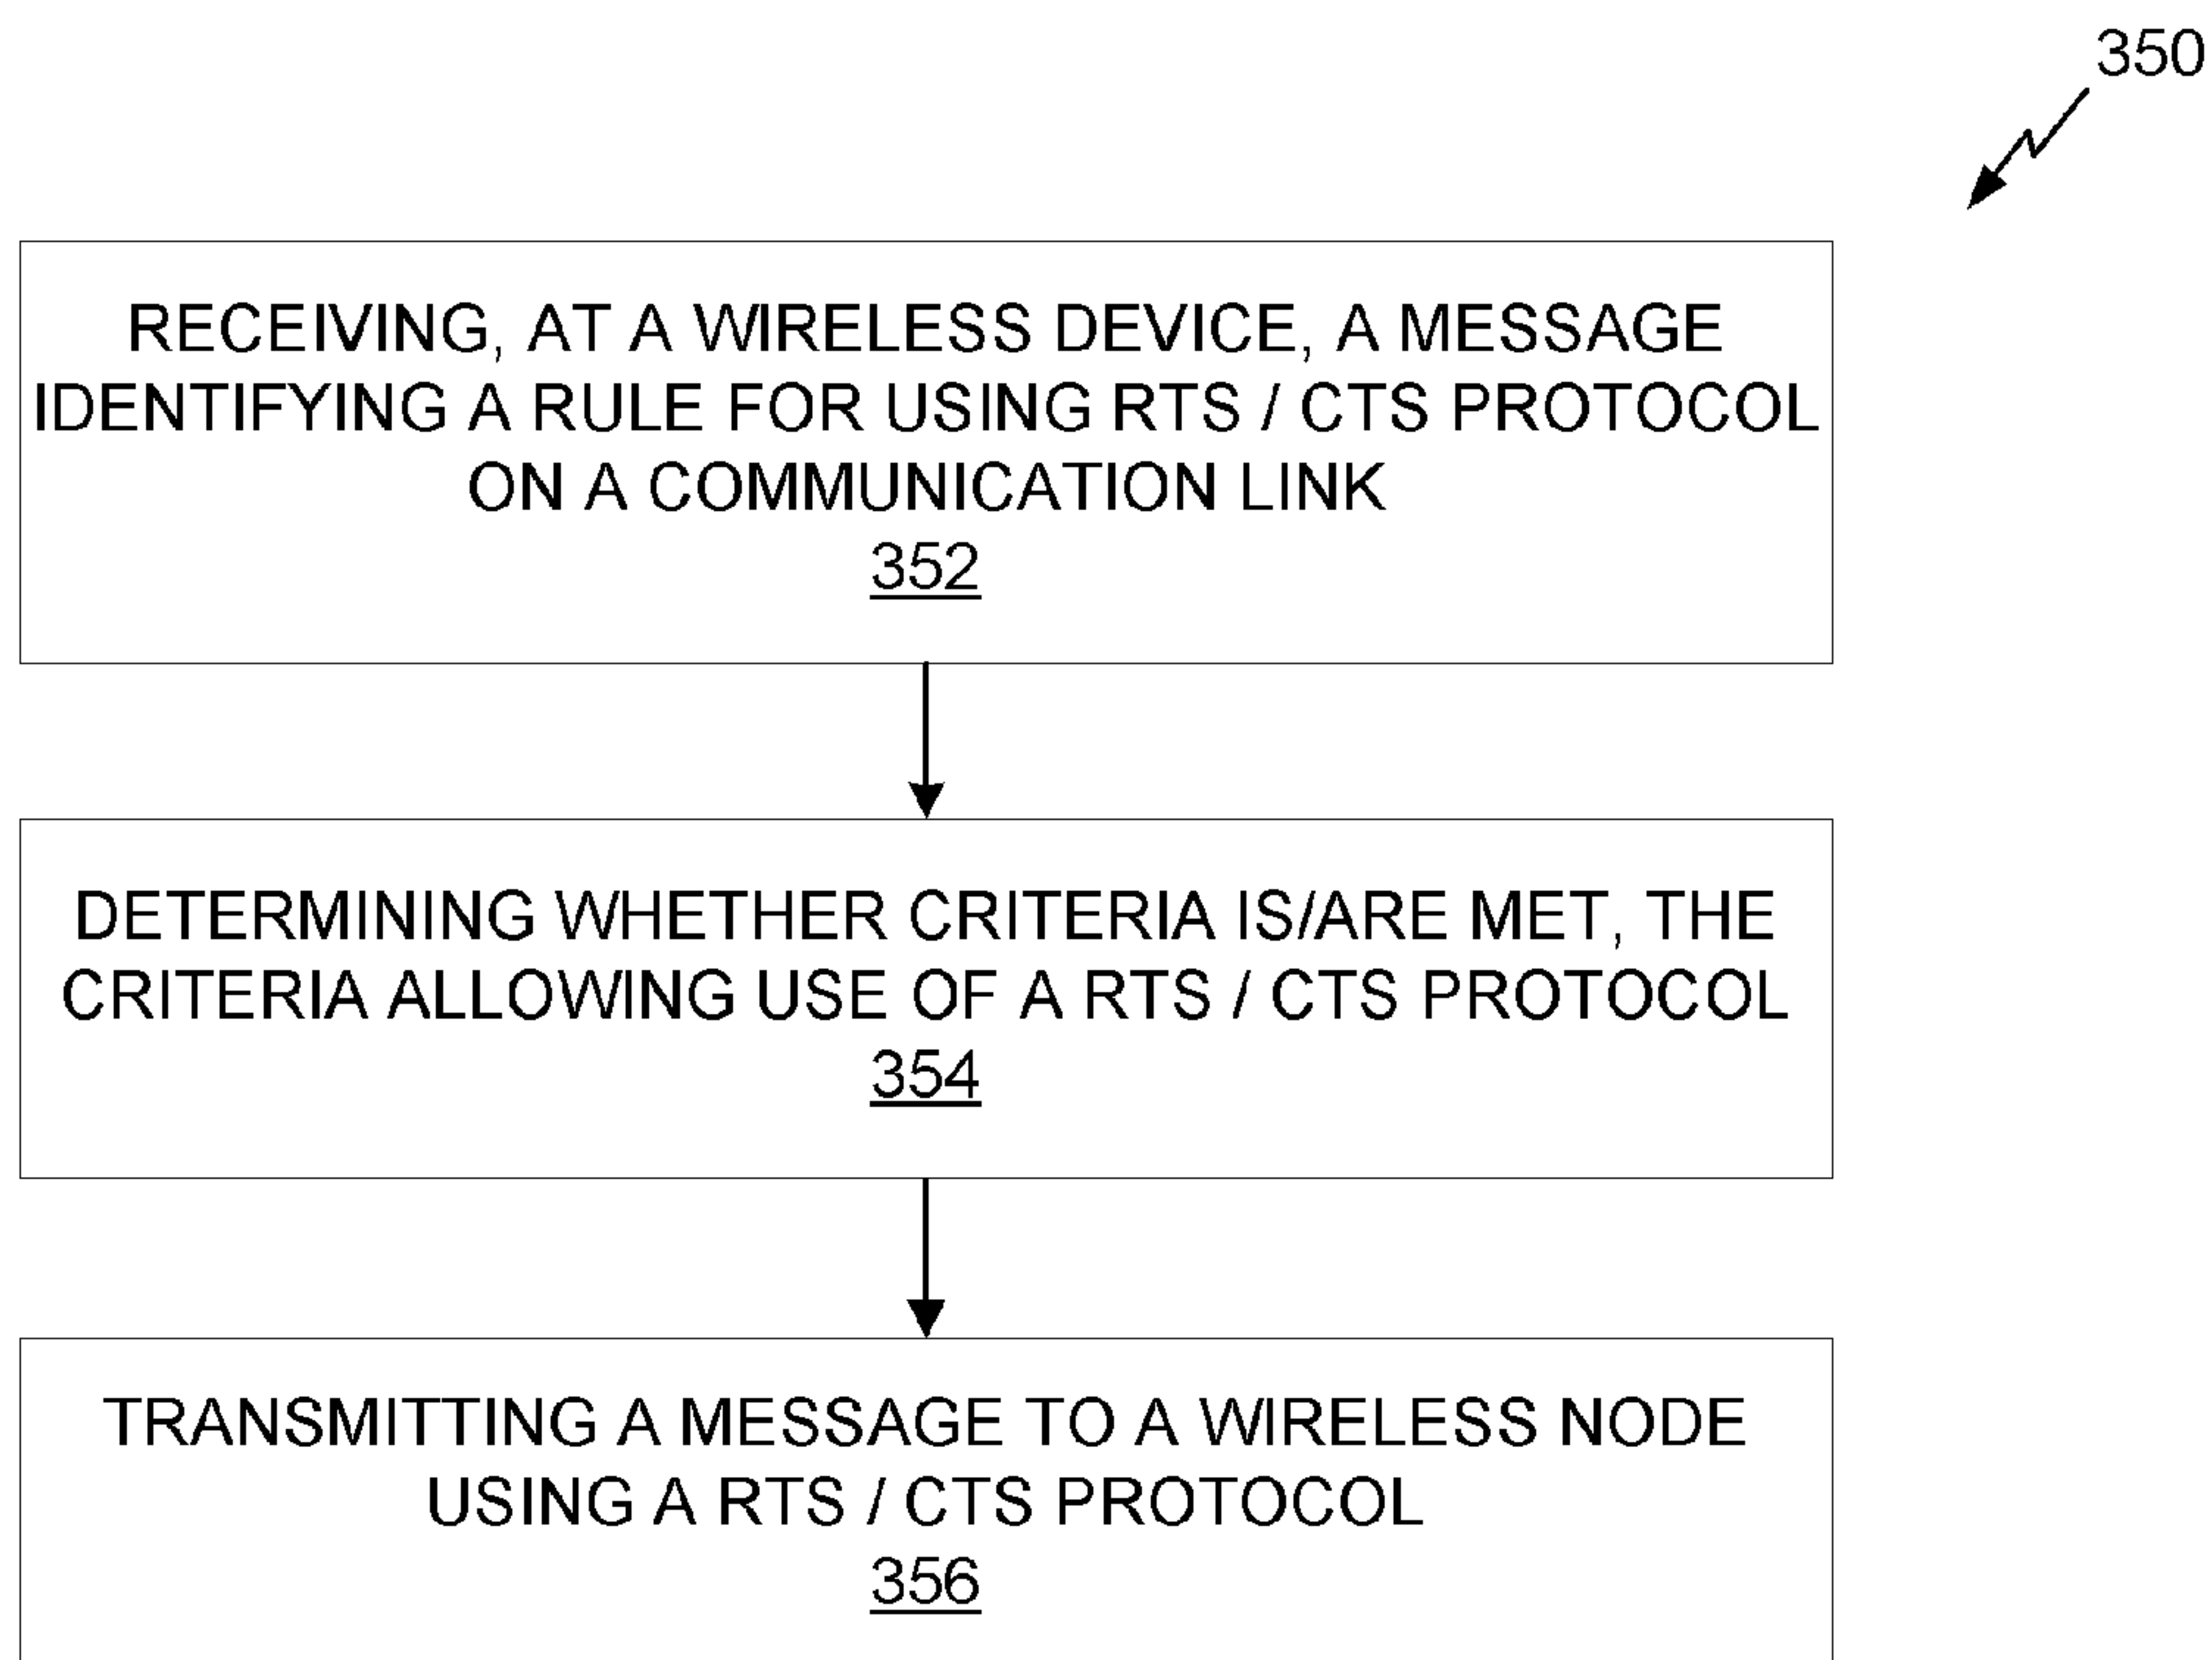 350
RECEIVING, AT A WIRELESS DEVICE, A MESSAGE
IDENTIFYING A RULE FOR USING RTS / CTS PROTOCOL
ON A COMMUNICATION LINK
352
DETERMINING WHETHER CRITERIA IS/ARE MET, THE
CRITERIA ALLOWING USE OF A RTS / CTS PROTOCOL
354
TRANSMITTING A MESSAGE TO A WIRELESS NODE
USING A RTS / CTS PROTOCOL
356